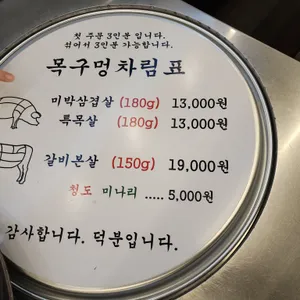 첫 주문 3인분 입니다.
섞어서 3인분 가능합니다.
목구멍차림표
미박삼겹살 (180g) 13,000원
특목살 (180g) 13,000원
갈비본살 (150g) 19,000원
청도 미나리 ..... 5,000원
감사합니다. 덕분입니다.